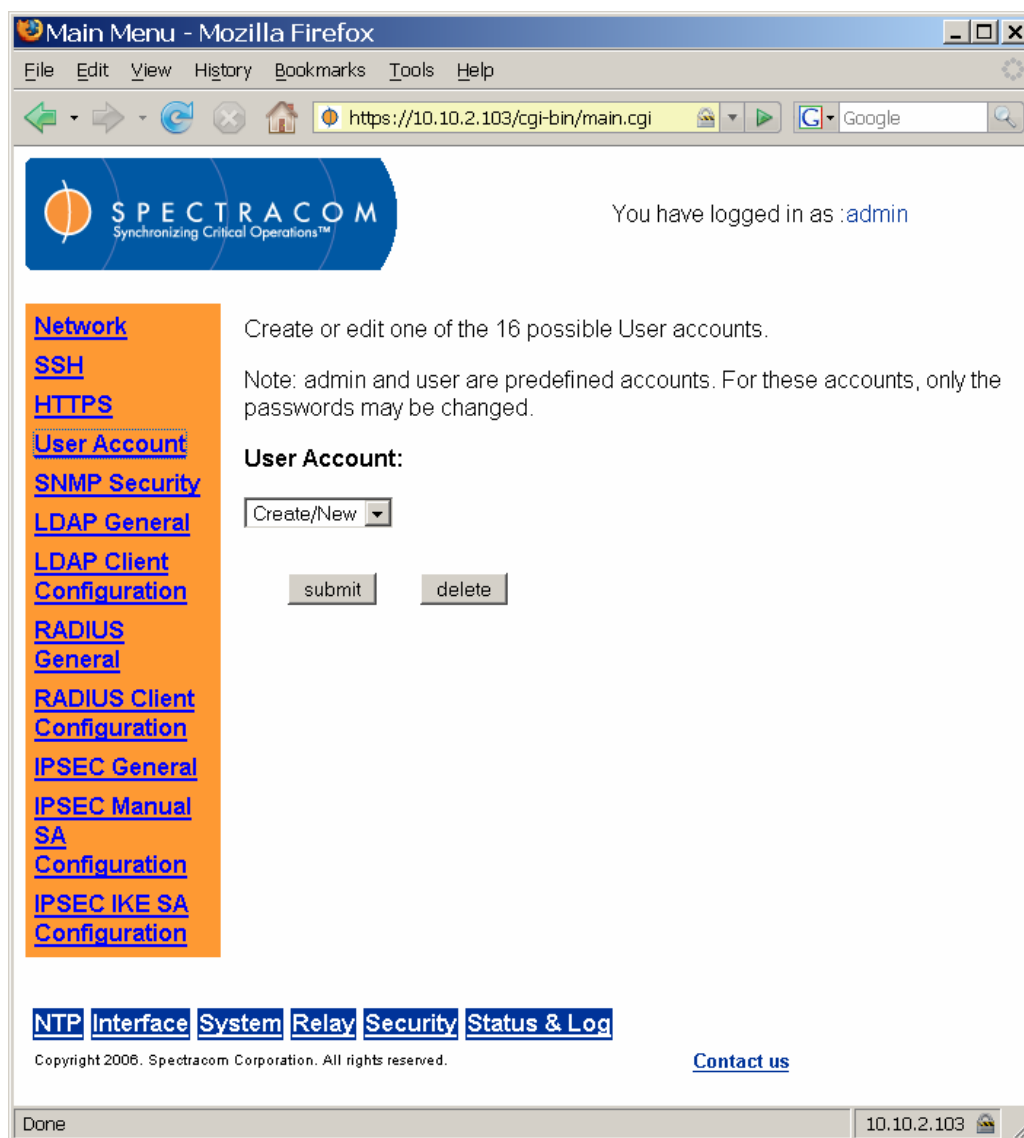 Main Menu - Mozilla Firefox
File Edit View History Bookmarks Tools Help
https://10.10.2.103/cgi-bin/main.cgi
G Google
SPECTRACOM
Synchronizing Critical Operations™
You have logged in as :admin
Network
SSH
HTTPS
User Account
SNMP Security
LDAP General
LDAP Client
Configuration
RADIUS
General
RADIUS Client
Configuration
IPSEC General
IPSEC Manual
SA
Configuration
IPSEC IKE SA
Configuration
Create or edit one of the 16 possible User accounts.
Note: admin and user are predefined accounts. For these accounts, only the
passwords may be changed.
User Account:
Create/New
submit delete
NTP Interface System Relay Security Status & Log
Copyright 2006. Spectracom Corporation. All rights reserved.
Contact us
Done
10.10.2.103